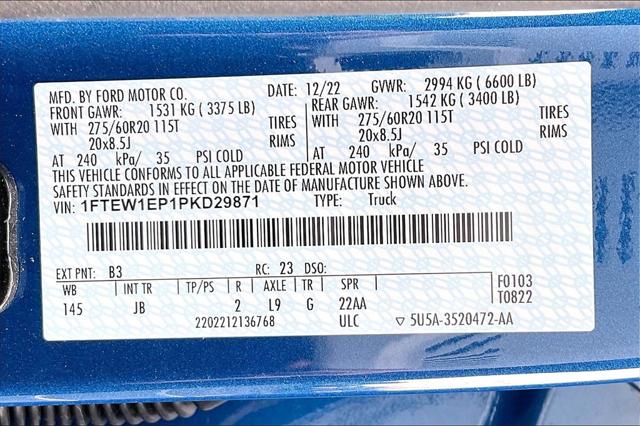 MFD. BY FORD MOTOR CO. DATE: 12/22 GVWR: 2994 KG ( 6600 LB)
FRONT GAWR: 1531 KG ( 3375 LB) REAR GAWR: 1542 KG ( 3400 LB)
WITH 275/60R20 115T TIRES WITH 275/60R20 115T TIRES
20x8.5J RIMS 20x8.5J RIMS
AT 240 kPa/ 35 PSI COLD AT 240 kPa/ 35 PSI COLD
THIS VEHICLE CONFORMS TO ALL APPLICABLE FEDERAL MOTOR VEHICLE
SAFETY STANDARDS IN EFFECT ON THE DATE OF MANUFACTURE SHOWN ABOVE.
VIN: 1FTEW1EP1PKD29871 TYPE: Truck
EXT PNT: B3 RC: 23 DSO:
WB INT TR TP/PS R AXLE TR SPR F0103
145 JB 2 L9 G 22AA T0822
2202212136768 ULC ▽ 5U5A-3520472-AA